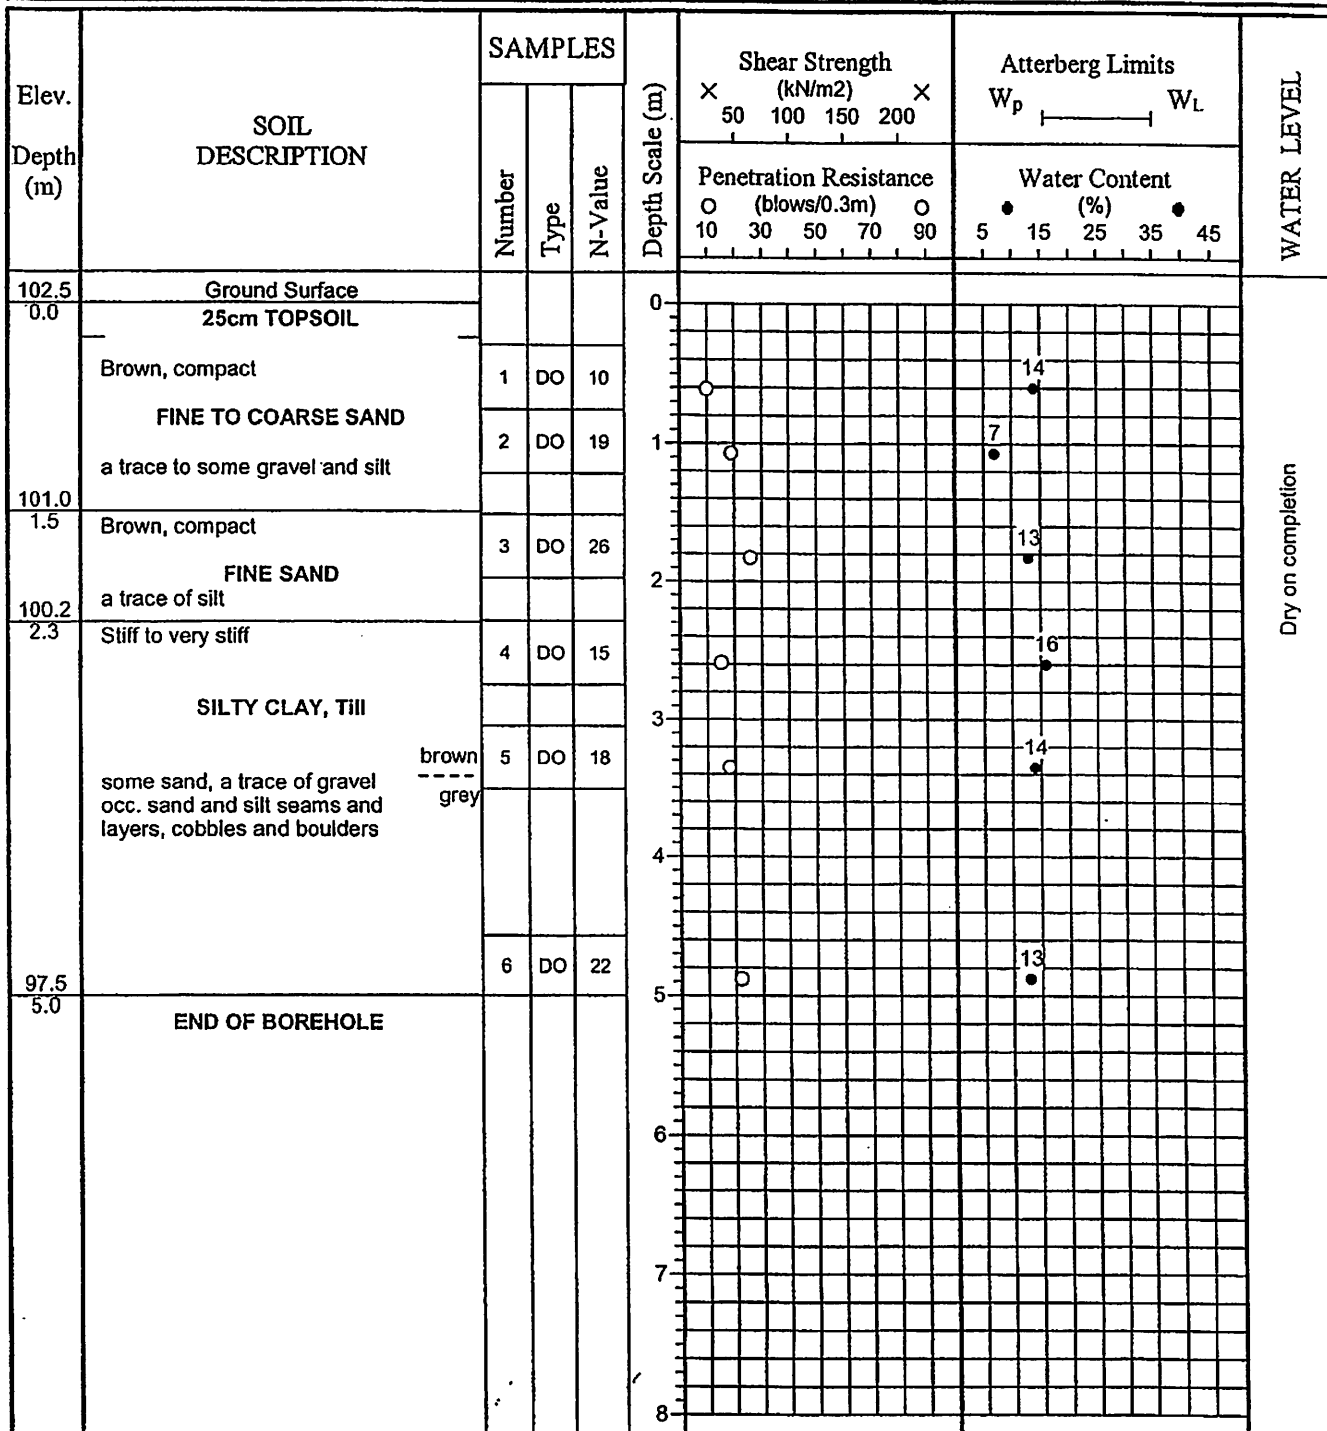 Elev.
Depth
(m)
SOIL
DESCRIPTION
SAMPLES
Number
Type
N-Value
Depth Scale (m)
Shear Strength
× (kN/m2) ×
50 100 150 200
Penetration Resistance
O (blows/0.3m) O
10 30 50 70 90
Atterberg Limits
Wp WL
Water Content
● (%) ●
5 15 25 35 45
WATER LEVEL
102.5
0.0
Ground Surface
25cm TOPSOIL
0
Brown, compact
1 DO 10
14
FINE TO COARSE SAND
2 DO 19
1
7
a trace to some gravel and silt
101.0
1.5
Brown, compact
3 DO 26
13
FINE SAND
2
a trace of silt
100.2
2.3
Stiff to very stiff
4 DO 15
16
SILTY CLAY, Till
3
brown
5 DO 18
14
grey
some sand, a trace of gravel
occ. sand and silt seams and
layers, cobbles and boulders
4
6 DO 22
13
97.5
5.0
5
END OF BOREHOLE
6
7
8
Dry on completion